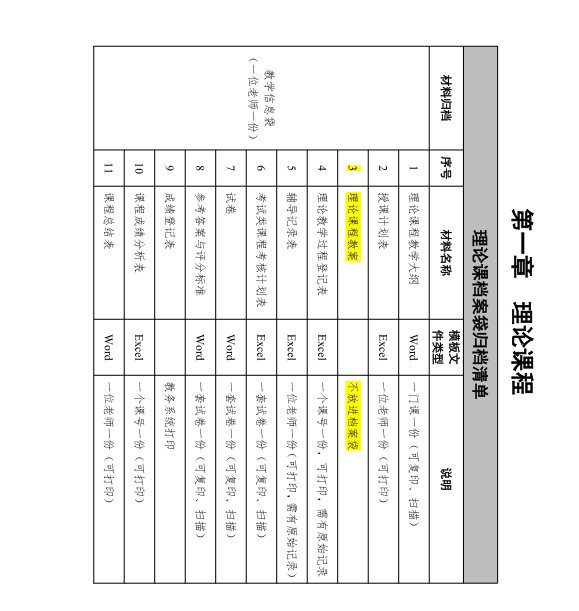 第一章 理论课程
理论课档案袋归档清单
材料归档 序号 材料名称 模板文件类型 说明
教学信息袋
（一位老师一份）
1 理论课程教学大纲 Word 一门课一份（可复印、扫描）
2 授课计划表 Excel 一位老师一份（可打印）
3 理论课程教案 不放进档案袋
4 理论教学过程登记表 Excel 一个课号一份，可打印，需有原始记录
5 辅导记录表 Excel 一位老师一份（可打印，需有原始记录）
6 考试类课程考核计划表 Excel 一套试卷一份（可复印、扫描）
7 试卷 Word 一套试卷一份（可复印、扫描）
8 参考答案与评分标准 Word 一套试卷一份（可复印、扫描）
9 成绩登记表 教务系统打印
10 课程成绩分析表 Excel 一个课号一份（可打印）
11 课程总结表 Word 一位老师一份（可打印）